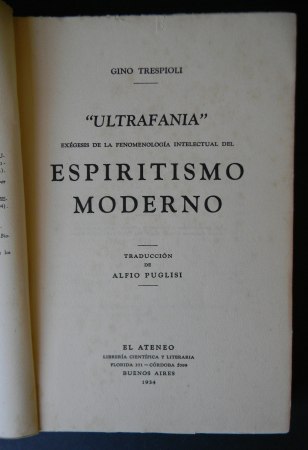 GINO TRESPIOLI
"ULTRAFANIA"
EXÉGESIS DE LA FENOMENOLOGÍA INTELECTUAL DEL
ESPIRITISMO
MODERNO
TRADUCCIÓN
DE
ALFIO PUGLISI
EL ATENEO
LIBRERÍA CIENTÍFICA Y LITERARIA
FLORIDA 371 — CÓRDOBA 2099
BUENOS AIRES
1934